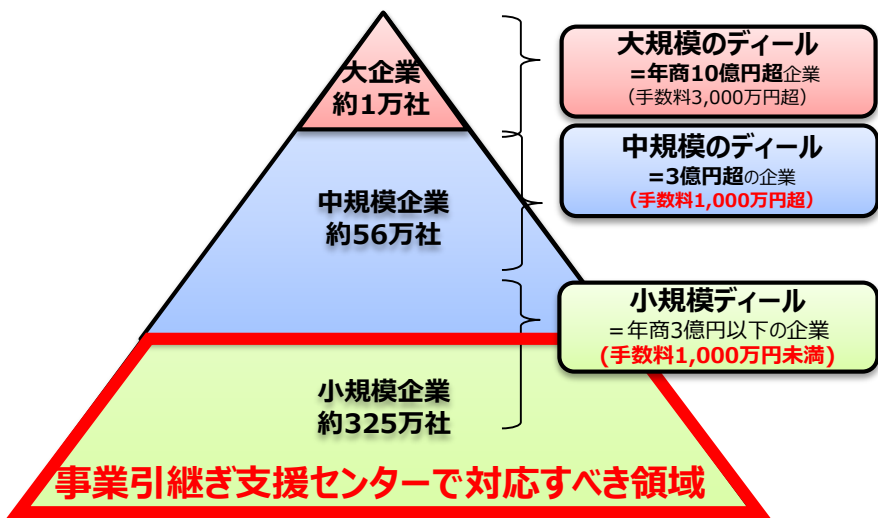 大企業
約1万社
大規模のディール
=年商10億円超企業
（手数料3,000万円超）
中規模企業
約56万社
中規模のディール
=3億円超の企業
（手数料1,000万円超）
小規模ディール
＝年商3億円以下の企業
(手数料1,000万円未満)
小規模企業
約325万社
事業引継ぎ支援センターで対応すべき領域